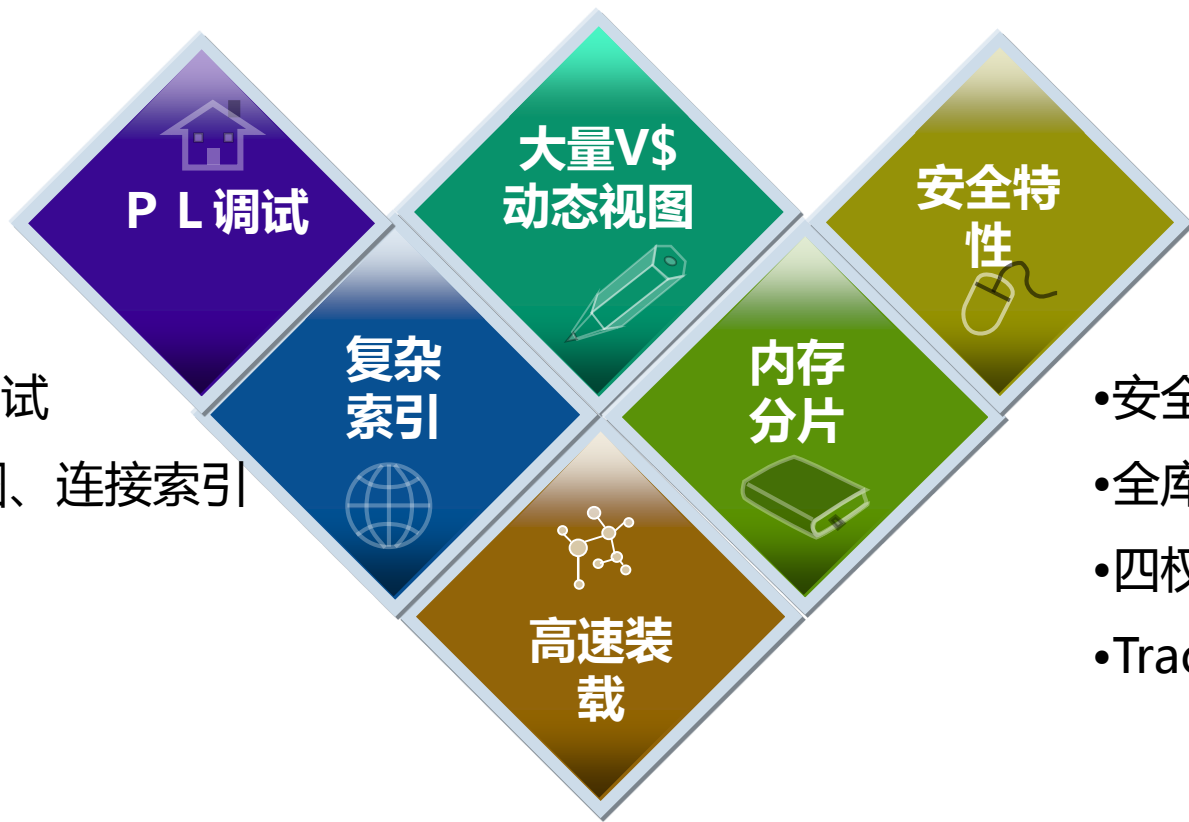 大量V$
动态视图
安全特
性
ＰＬ调试
复杂
索引
内存
分片
高速装
载
试
、连接索引
•安全
•全库
•四权
•Trac